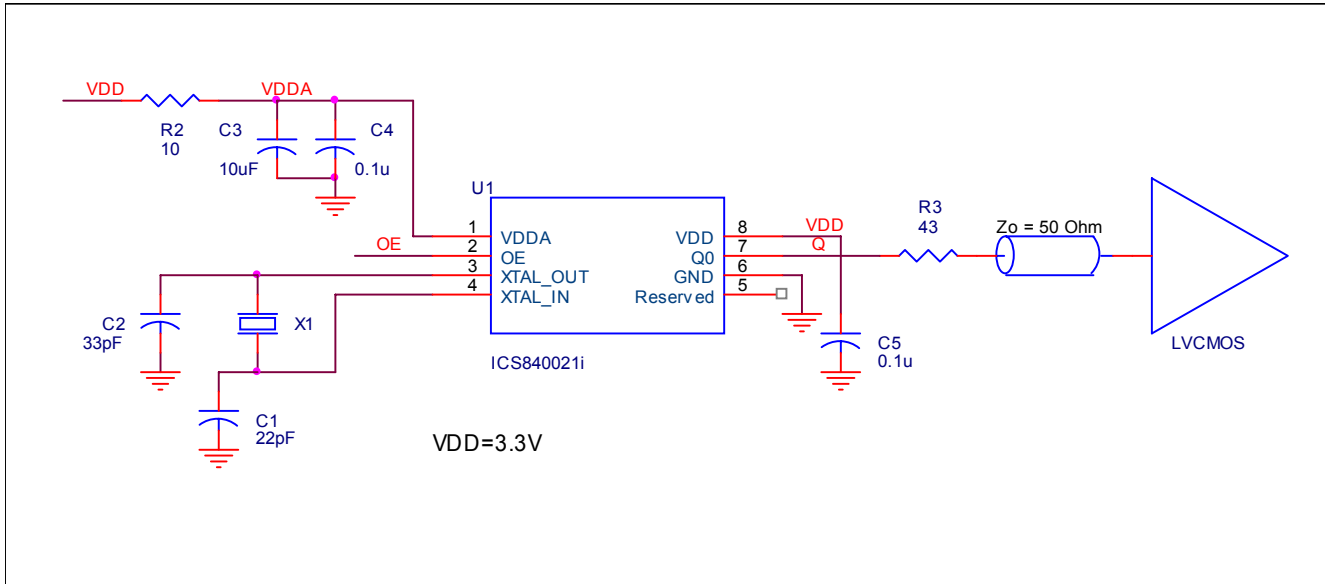 VDD
VDDA
R2
10
C3
10uF
C4
0.1u
U1
1
2
3
4
VDDA
OE
XTAL_OUT
XTAL_IN
VDD
Q0
GND
Reserved
8
7
6
5
OE
VDD
Q
R3
43
Zo = 50 Ohm
LVCMOS
C2
33pF
X1
C1
22pF
ICS840021i
C5
0.1u
VDD=3.3V